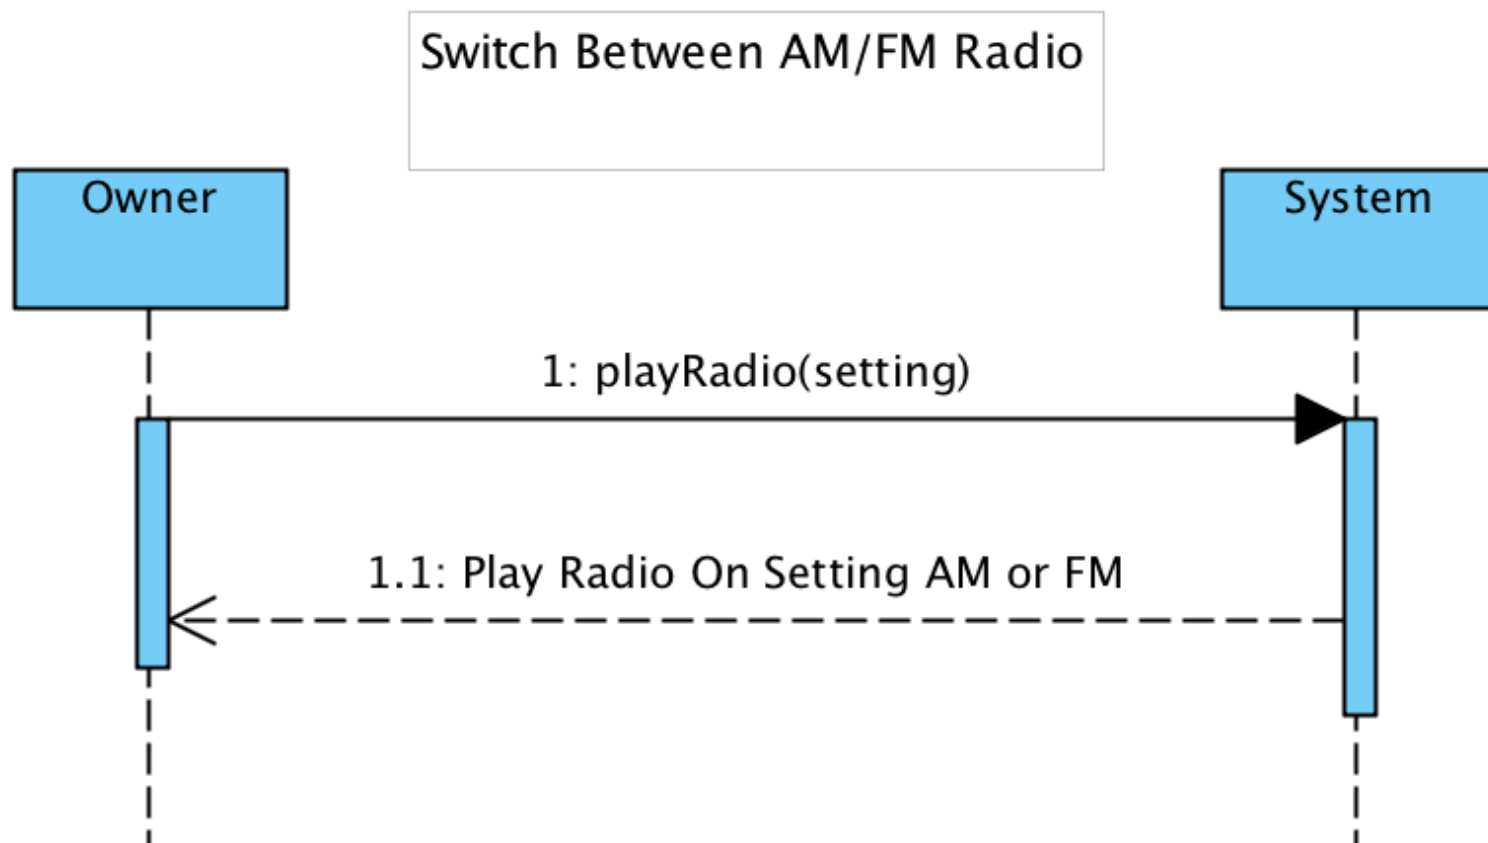 Switch Between AM/FM Radio
Owner
System
1: playRadio(setting)
1.1: Play Radio On Setting AM or FM